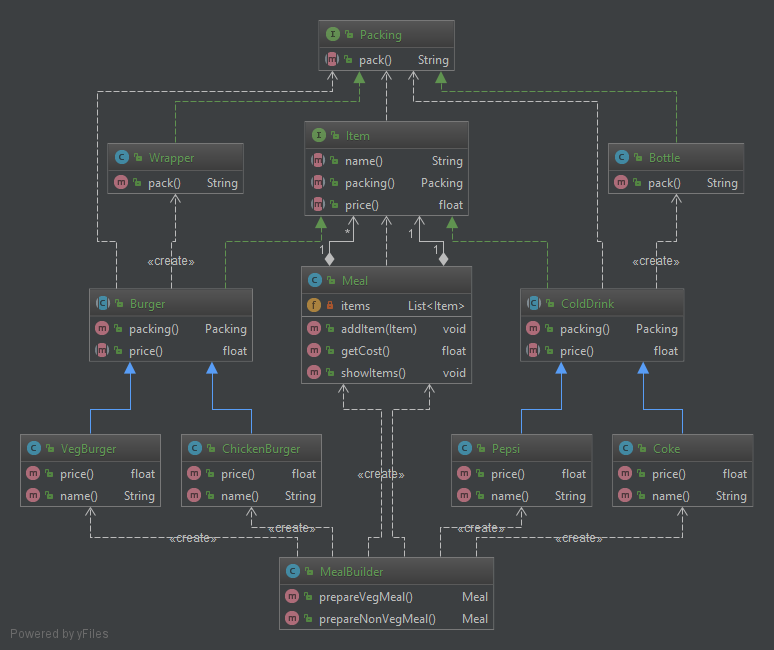 Packing
pack() String
Item
name() String
packing() Packing
price() float
Wrapper
pack() String
Bottle
pack() String
* 1 1 1
«create» «create»
Burger
packing() Packing
price() float
Meal
items List<Item>
addItem(Item) void
getCost() float
showItems() void
ColdDrink
packing() Packing
price() float
VegBurger
price() float
name() String
ChickenBurger
price() float
name() String
Pepsi
price() float
name() String
Coke
price() float
name() String
«create»
«create» «create»
«create» «create»
MealBuilder
prepareVegMeal() Meal
prepareNonVegMeal() Meal
Powered by yFiles